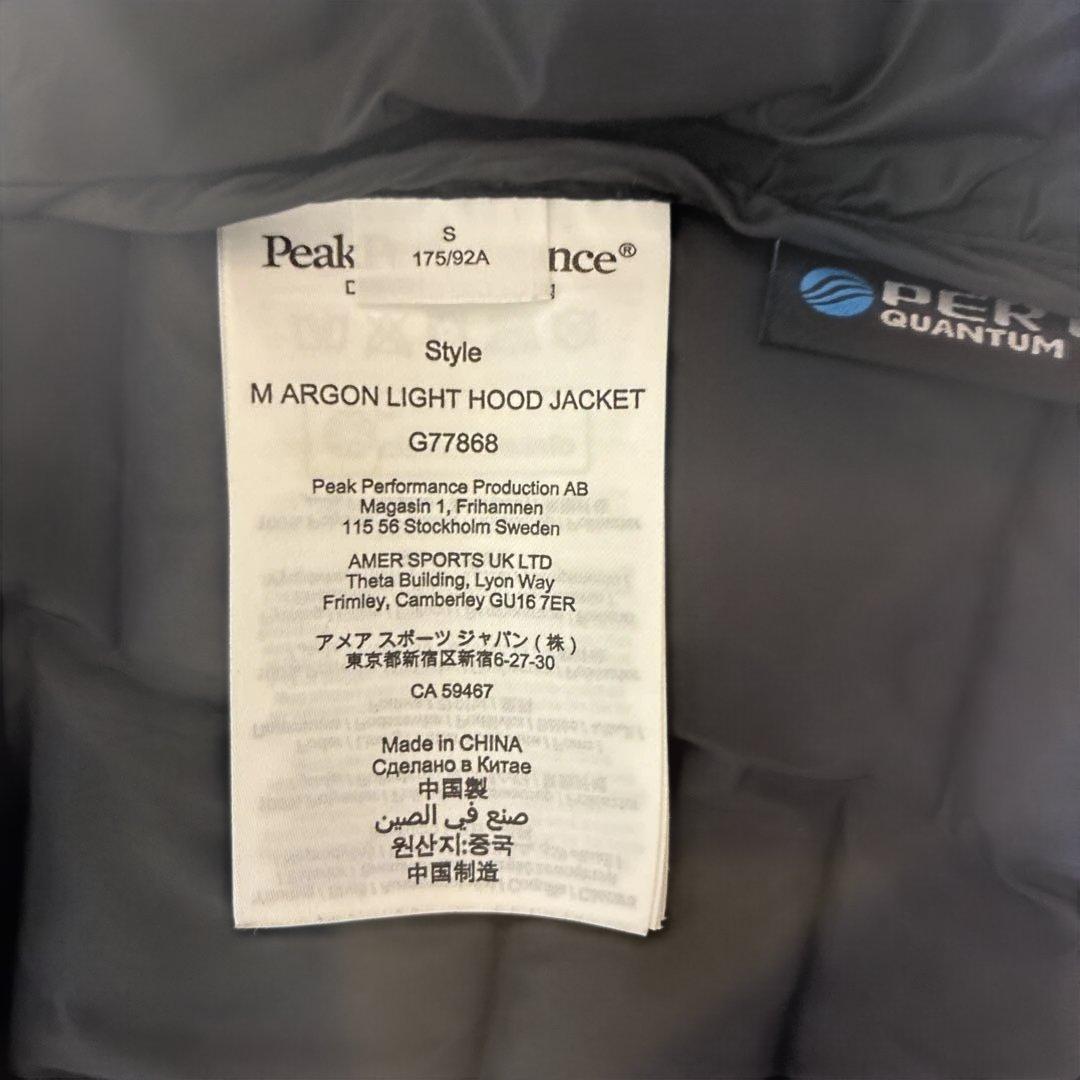 S
175/92A
Peak nce®
Style
M ARGON LIGHT HOOD JACKET
G77868
Peak Performance Production AB
Magasin 1, Frihamnen
115 56 Stockholm Sweden
AMER SPORTS UK LTD
Theta Building, Lyon Way
Frimley, Camberley GU16 7ER
アメア スポーツ ジャパン ( 株 )
東京都新宿区新宿6-27-30
CA 59467
Made in CHINA
Сделано в Китае
中国製
صنع في الصين
원산지:중국
中国制造
PERT
QUANTUM